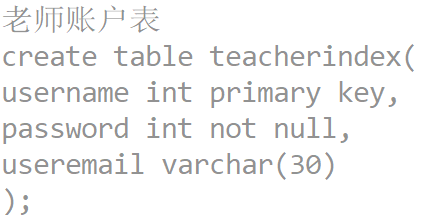 老师账户表
create table teacherindex(
username int primary key,
password int not null,
useremail varchar(30)
);